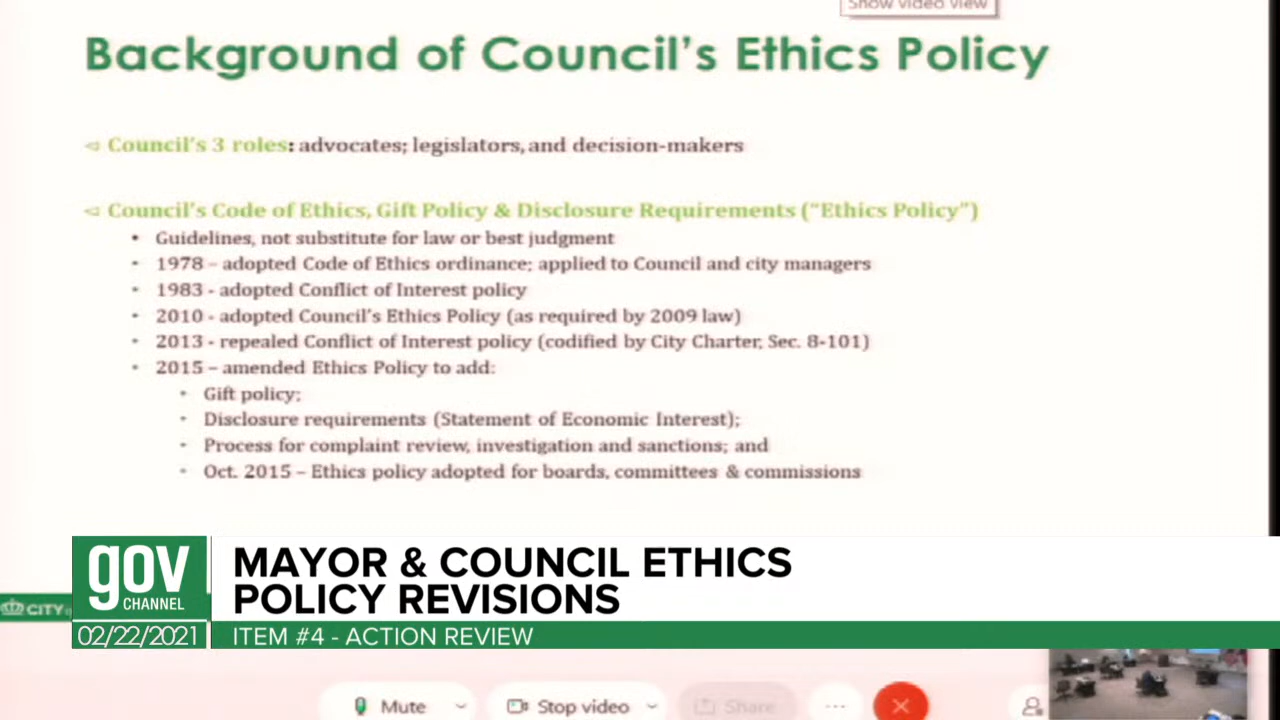 Show video view
Background of Council's Ethics Policy
Council's 3 roles: advocates; legislators, and decision-makers
Council's Code of Ethics, Gift Policy & Disclosure Requirements ("Ethics Policy")
• Guidelines, not substitute for law or best judgment
• 1978 – adopted Code of Ethics ordinance; applied to Council and city managers
• 1983 - adopted Conflict of Interest policy
• 2010 - adopted Council's Ethics Policy (as required by 2009 law)
• 2013 - repealed Conflict of Interest policy (codified by City Charter, Sec. 8-101)
• 2015 – amended Ethics Policy to add:
• Gift policy;
• Disclosure requirements (Statement of Economic Interest);
• Process for complaint review, investigation and sanctions; and
• Oct. 2015 – Ethics policy adopted for boards, committees & commissions
gov
CHANNEL
MAYOR & COUNCIL ETHICS
POLICY REVISIONS
CITY
02/22/2021
ITEM #4 - ACTION REVIEW
Mute
Stop video
Share